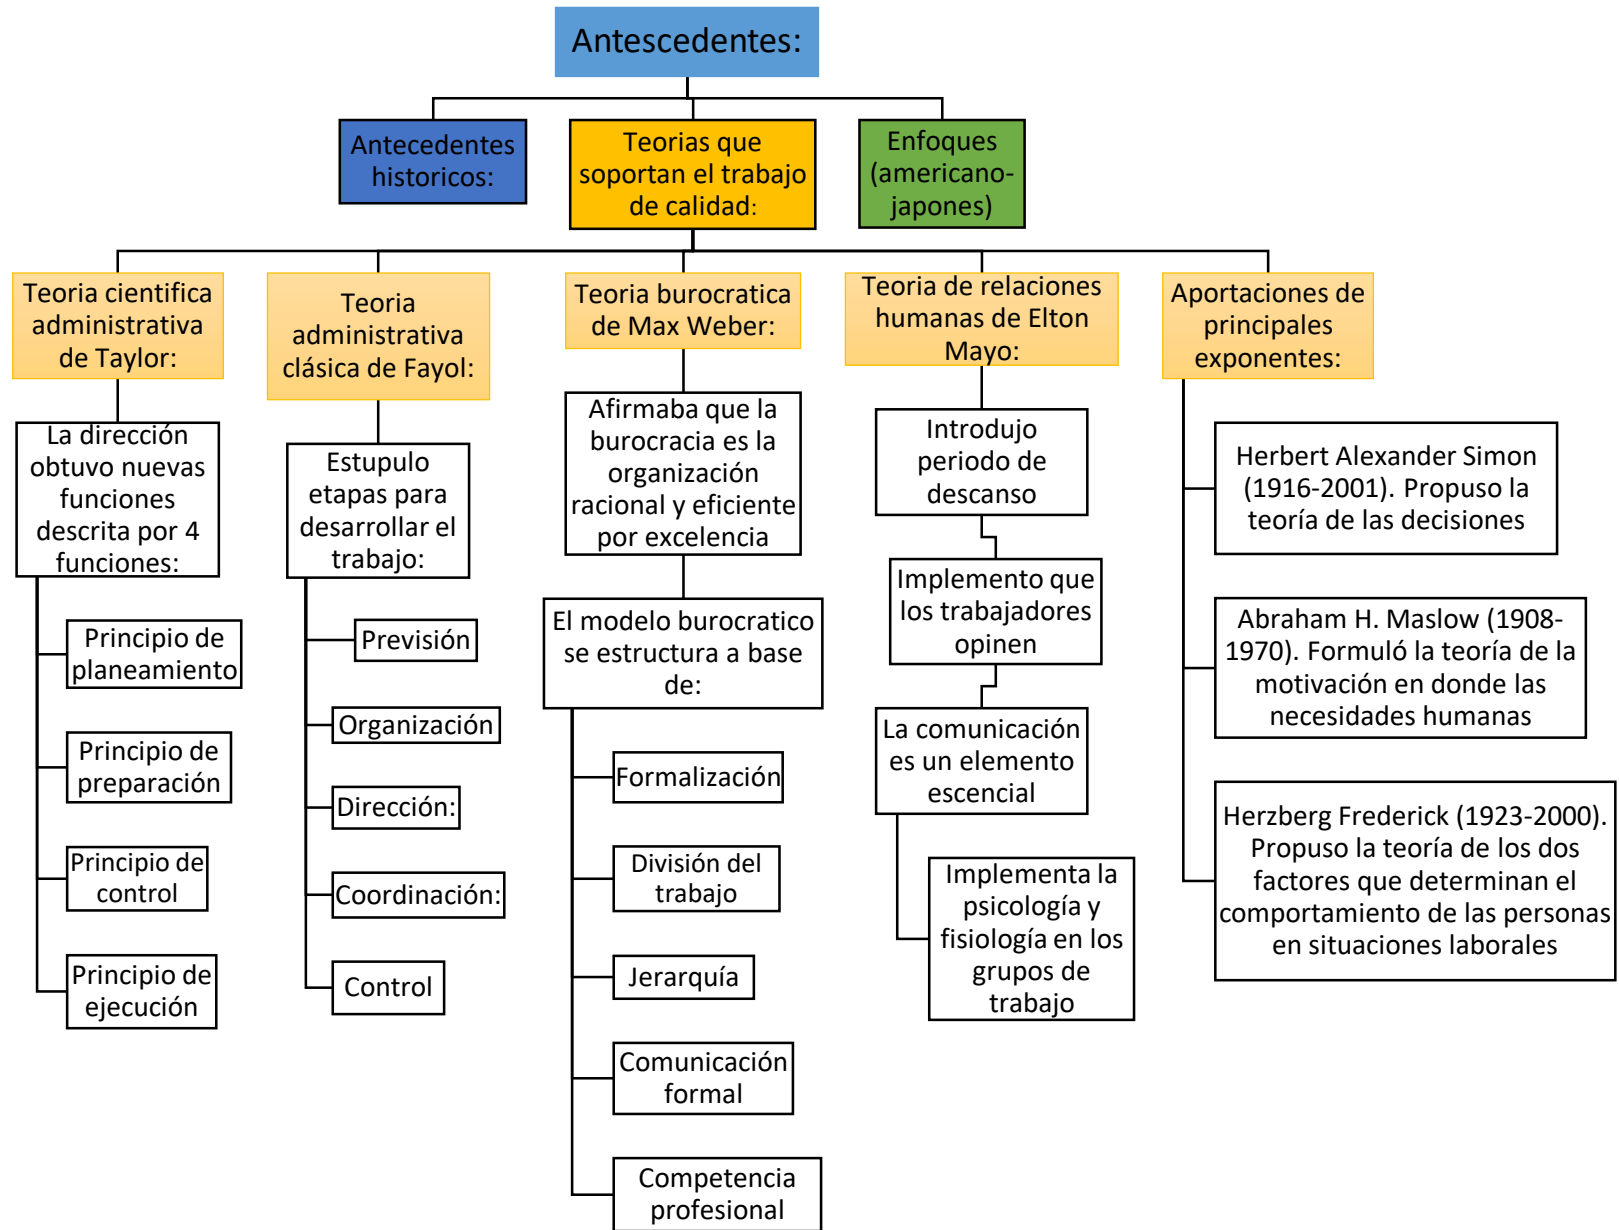 Antescedentes:
Antecedentes
historicos:
Teorias que
soportan el trabajo
de calidad:
Enfoques
(americano-
japones)
Teoria cientifica
administrativa
de Taylor:
La dirección
obtuvo nuevas
funciones
descrita por 4
funciones:
Principio de
planeamiento
Principio de
preparación
Principio de
control
Principio de
ejecución
Teoria
administrativa
clásica de Fayol:
Estupulo
etapas para
desarrollar el
trabajo:
Previsión
Organización
Dirección:
Coordinación:
Control
Teoria burocratica
de Max Weber:
Afirmaba que la
burocracia es la
organización
racional y eficiente
por excelencia
El modelo burocratico
se estructura a base
de:
Formalización
División del
trabajo
Jerarquía
Comunicación
formal
Competencia
profesional
Teoria de relaciones
humanas de Elton
Mayo:
Introdujo
periodo de
descanso
Implemento que
los trabajadores
opinen
La comunicación
es un elemento
escencial
Implementa la
psicología y
fisiología en los
grupos de
trabajo
Aportaciones de
principales
exponentes:
Herbert Alexander Simon
(1916-2001). Propuso la
teoría de las decisiones
Abraham H. Maslow (1908-
1970). Formuló la teoría de la
motivación en donde las
necesidades humanas
Herzberg Frederick (1923-2000).
Propuso la teoría de los dos
factores que determinan el
comportamiento de las personas
en situaciones laborales